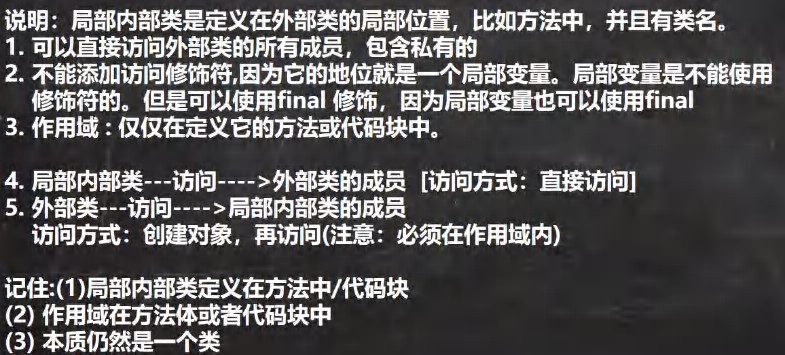 说明：局部内部类是定义在外部类的局部位置，比如方法中，并且有类名。
1. 可以直接访问外部类的所有成员，包含私有的
2. 不能添加访问修饰符,因为它的地位就是一个局部变量。局部变量是不能使用
修饰符的。但是可以使用final 修饰，因为局部变量也可以使用final
3. 作用域 : 仅仅在定义它的方法或代码块中。
4. 局部内部类---访问---->外部类的成员 [访问方式：直接访问]
5. 外部类---访问---->局部内部类的成员
访问方式：创建对象，再访问(注意：必须在作用域内)
记住:(1)局部内部类定义在方法中/代码块
(2) 作用域在方法体或者代码块中
(3) 本质仍然是一个类